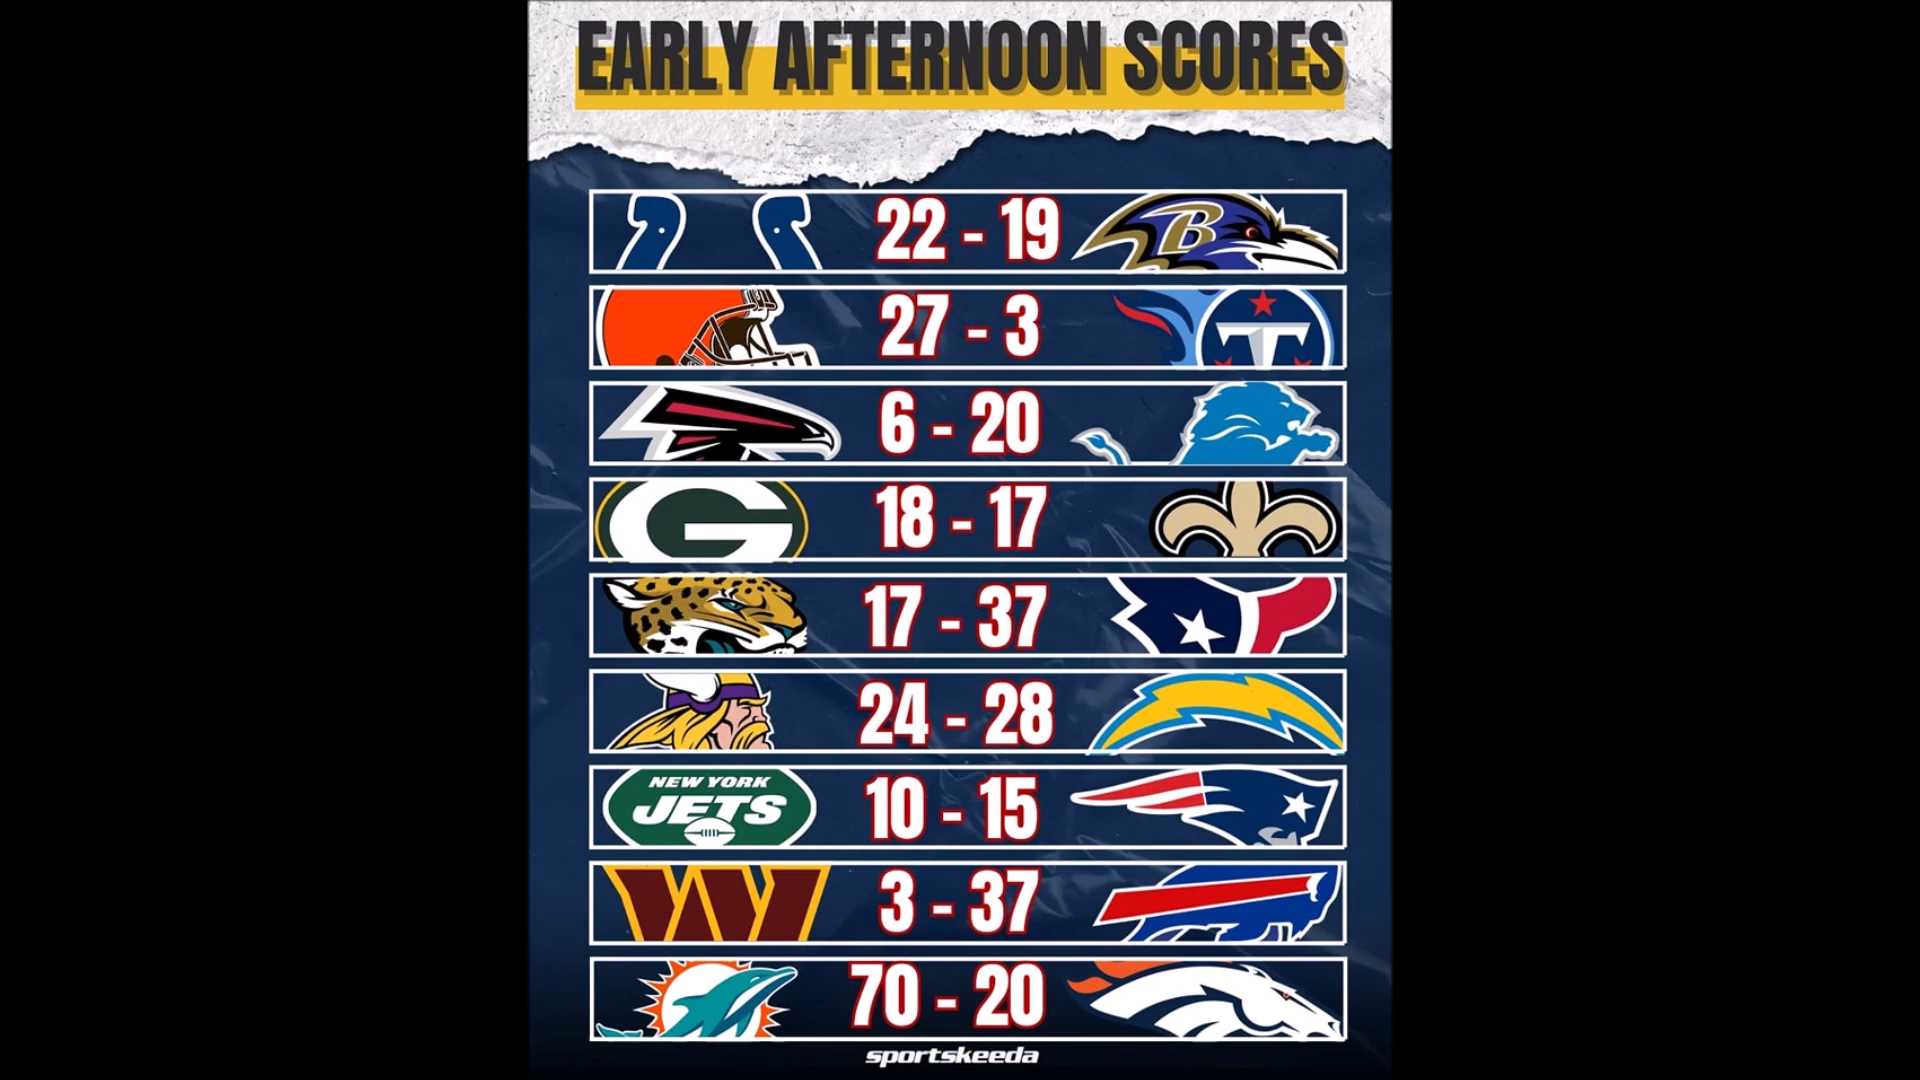 EARLY AFTERNOON SCORES
22 - 19
B
27 - 3
T
6 - 20
G
18 - 17
17 - 37
24 - 28
NEW YORK
JETS
10 - 15
W
3 - 37
70 - 20
sportskeeda